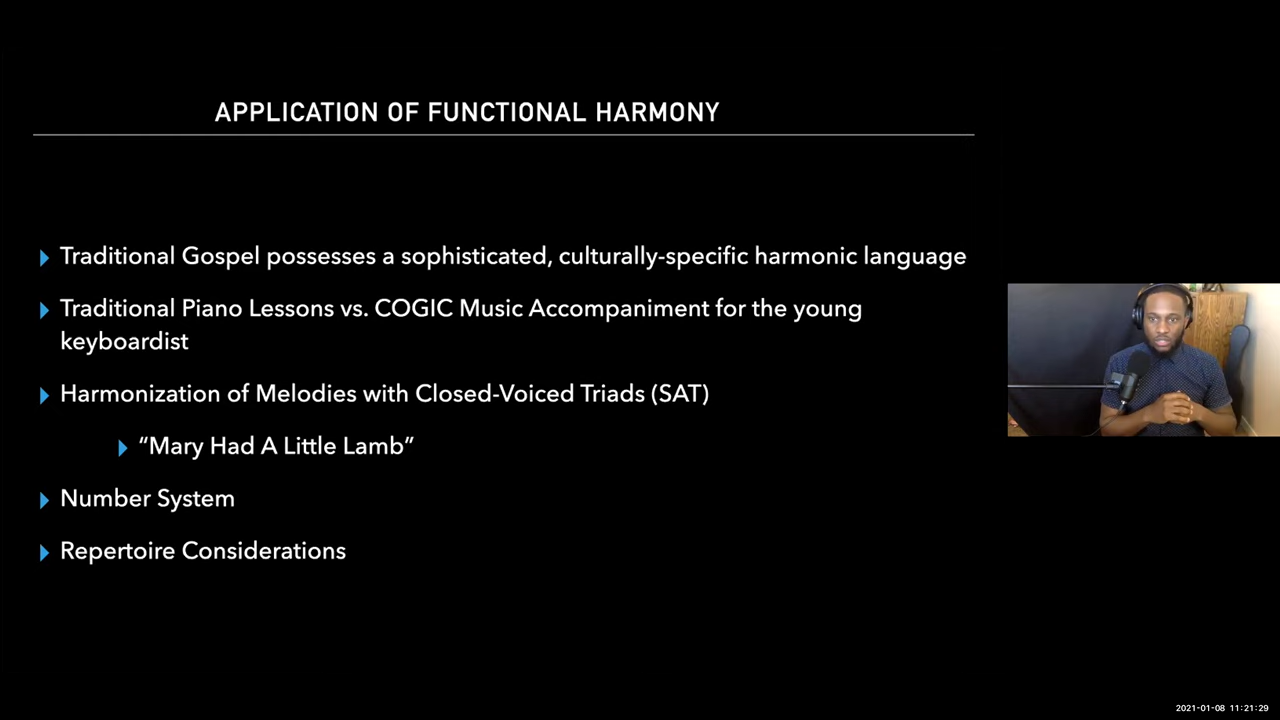 APPLICATION OF FUNCTIONAL HARMONY
Traditional Gospel possesses a sophisticated, culturally-specific harmonic language
Traditional Piano Lessons vs. COGIC Music Accompaniment for the young
keyboardist
Harmonization of Melodies with Closed-Voiced Triads (SAT)
“Mary Had A Little Lamb”
Number System
Repertoire Considerations
2021-01-08 11:21:29